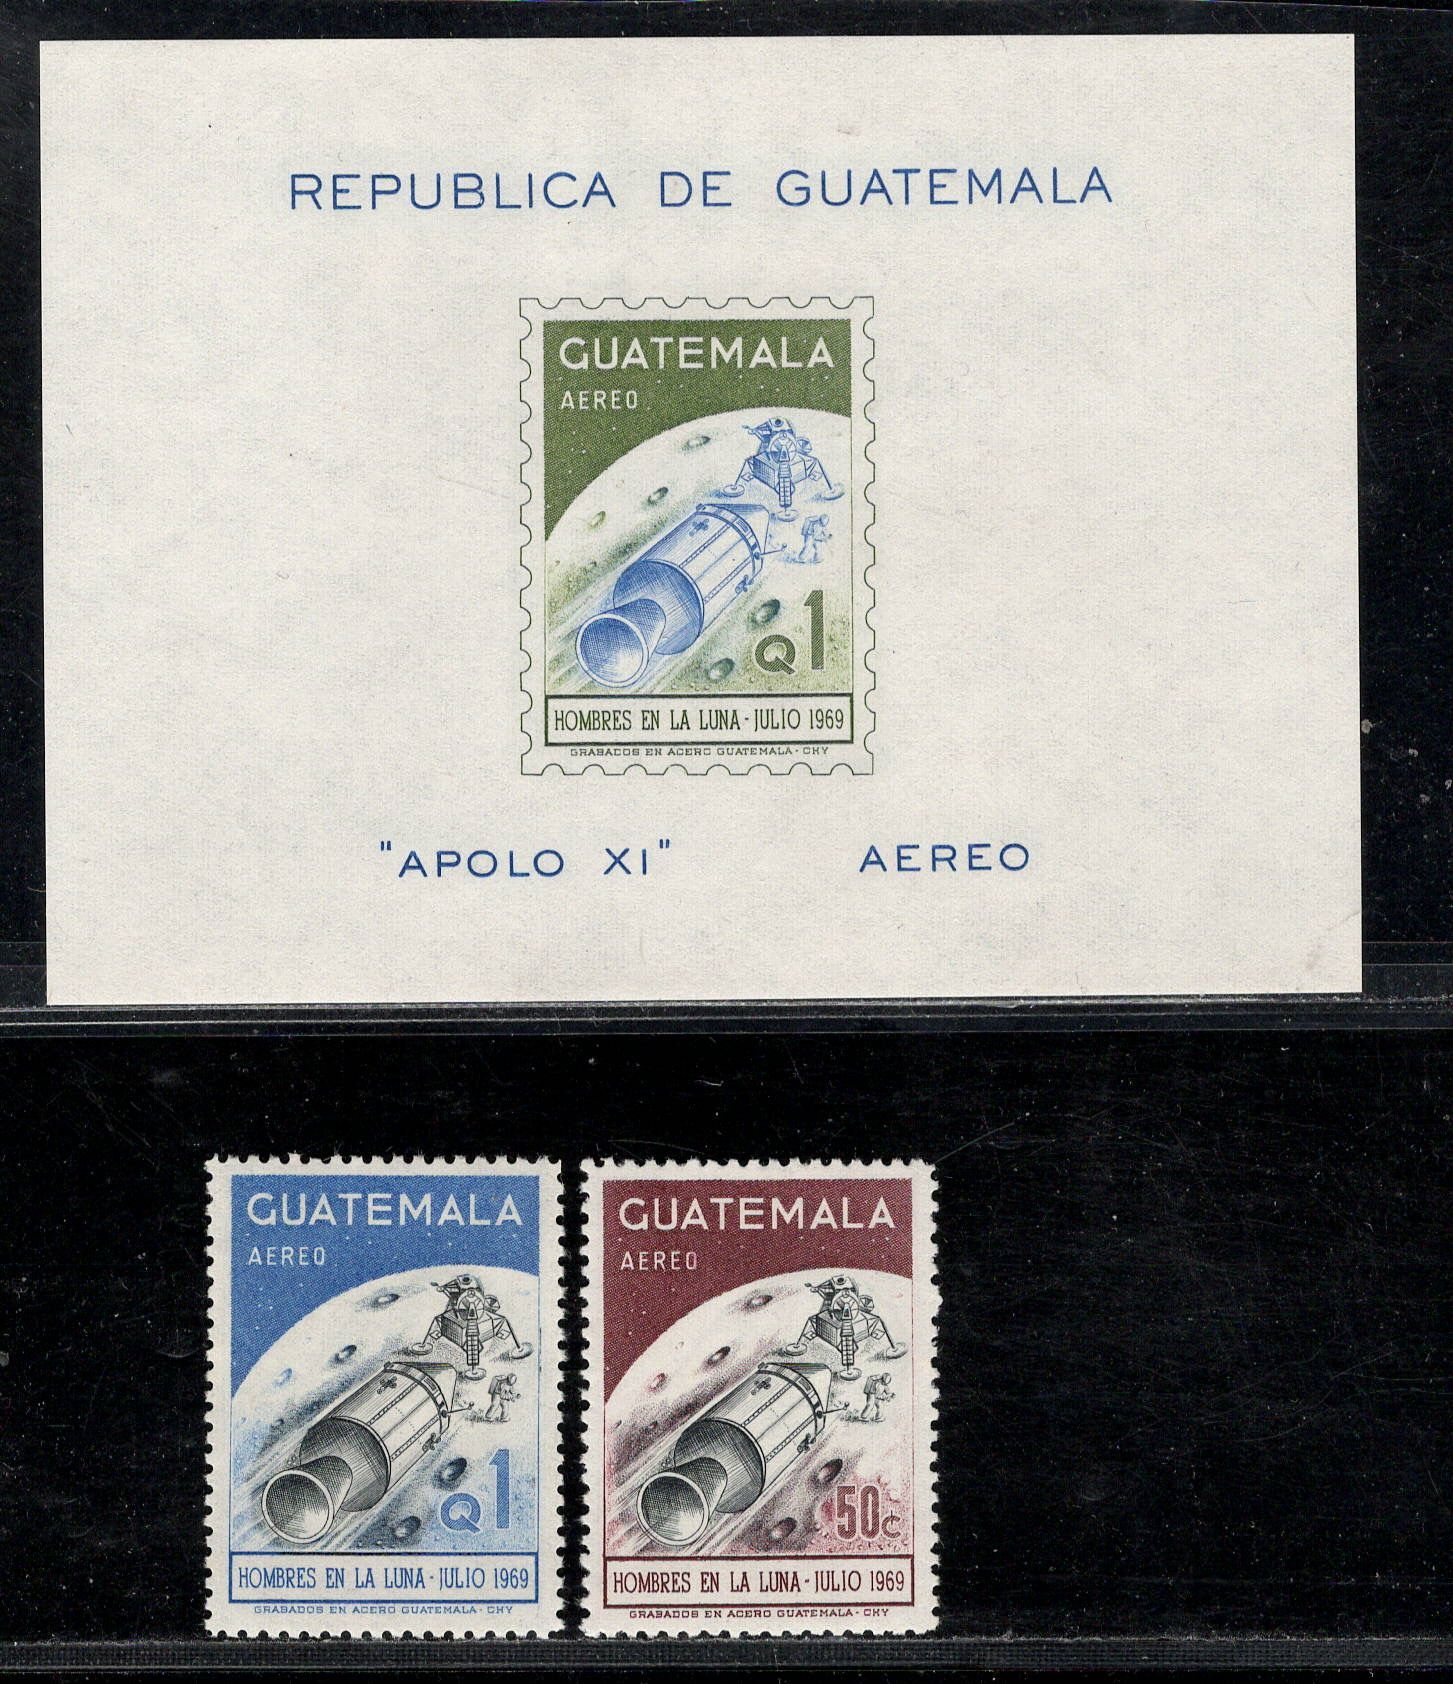 REPUBLICA DE GUATEMALA
GUATEMALA
AEREO
Q1
HOMBRES EN LA LUNA - JULIO 1969
GRABADOS EN ACERO GUATEMALA - CHY
"APOLO XI" AEREO
GUATEMALA
AEREO
Q1
HOMBRES EN LA LUNA - JULIO 1969
GRABADOS EN ACERO GUATEMALA - CHY
GUATEMALA
AEREO
50c
HOMBRES EN LA LUNA - JULIO 1969
GRABADOS EN ACERO GUATEMALA - CHY